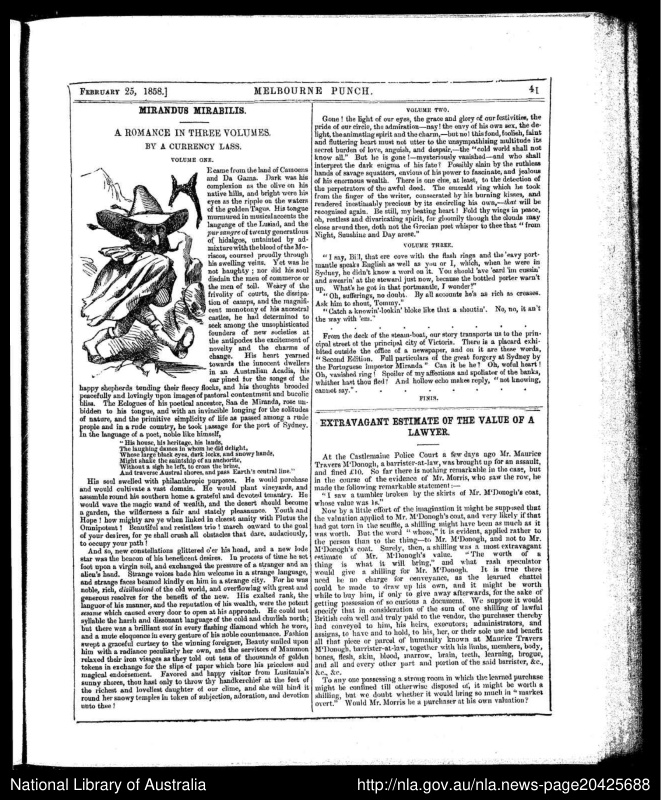 FEBRUARY 25, 1858.]
MELBOURNE PUNCH.
41
MIRANDUS MIRABILIS.
A ROMANCE IN THREE VOLUMES.
BY A CURRENCY LASS.
VOLUME ONE.
E came from the land of Camoens
and Da Gama. Dark was his
complexion as the olive on his
native hills, and bright were his
eyes as the ripple on the waters
of the golden Tagus. His tongue
murmured in musical accents the
language of the Lusiad, and the
pur sangre of twenty generations
of hidalgos, untainted by ad-
mixture with the blood of the Mo-
riscos, coursed proudly through
his swelling veins. Yet was he
not haughty; nor did his soul
disdain the men of commerce or
the men of toil. Weary of the
frivolity of courts, the dissipa-
tion of camps, and the magnifi-
cent monotony of his ancestral
castles, he had determined to
seek among the unsophisticated
founders of new societies at
the antipodes the excitement of
novelty and the charms of
change. His heart yearned
towards the innocent dwellers
in an Australian Acadia, his
ear pined for the songs of the
happy shepherds tending their fleecy flocks, and his thoughts brooded
peacefully and lovingly upon images of pastoral contentment and bucolic
bliss. The Eclogues of his poetical ancestor, Saa de Miranda, rose un-
bidden to his tongue, and with an invincible longing for the solitudes
of nature, and the primitive simplicity of life as passed among a rude
people and in a rude country, he took passage for the port of Sydney.
In the language of a poet, noble like himself,
"His house, his heritage, his lands,
The laughing dames in whom he did delight,
Whose large black eyes, dark locks, and snowy hands,
Might shake the saintship of an anchorite,
Without a sigh he left, to cross the brine,
And traverse Austral shores, and pass Earth's central line."
His soul swelled with philanthropic purposes. He would purchase
and would cultivate a vast domain. He would plant vineyards, and
assemble round his southern home a grateful and devoted tenantry. He
would wave the magic wand of wealth, and the desert should become
a garden, the wilderness a fair and stately pleasaunce. Youth and
Hope! how mighty are ye when linked in closest amity with Plutus the
Omnipotent! Beautiful and resistless trio! march onward to the goal
of your desires, for ye shall crush all obstacles that dare, audaciously,
to occupy your path!
And so, new constellations glittered o'er his head, and a new lode
star was the beacon of his beneficent desires. In process of time he set
foot upon a virgin soil, and exchanged the pressure of a stranger and an
alien's hand. Strange voices bade him welcome in a strange language,
and strange faces beamed kindly on him in a strange city. For he was
noble, rich, disillusioned of the old world, and overflowing with great and
generous resolves for the benefit of the new. His exalted rank, the
languor of his manner, and the reputation of his wealth, were the potent
sesame which caused every door to open at his approach. He could not
syllable the harsh and dissonant language of the cold and churlish north;
but there was a brilliant mot in every flashing diamond which he wore,
and a mute eloquence in every gesture of his noble countenance. Fashion
swept a graceful curtsy to the winning foreigner, Beauty smiled upon
him with a radiance peculiarly her own, and the servitors of Mammon
relaxed their iron visages as they told out tens of thousands of golden
tokens in exchange for the slips of paper which bore his priceless and
magical endorsement. Favored and happy visitor from Lusitania's
sunny shores, thou hast only to throw thy handkerchief at the feet of
the richest and loveliest daughter of our clime, and she will bind it
round her snowy temples in token of subjection, adoration, and devotion
unto thee!
VOLUME TWO.
Gone! the light of our eyes, the grace and glory of our festivities, the
pride of our circle, the admiration—nay! the envy of his own sex, the de-
light, the animating spirit and the charm,—but no! this fond, foolish, faint
and fluttering heart must not utter to the unsympathising multitude its
secret burden of love, anguish, and despair,—the "cold world shall not
know all." But he is gone!—mysteriously vanished—and who shall
interpret the dark enigma of his fate? Possibly slain by the ruthless
hands of savage squatters, envious of his power to fascinate, and jealous
of his enormous wealth. There is one clue, at least, to the detection of
the perpetrators of the awful deed. The emerald ring which he took
from the finger of the writer, consecrated by his burning kisses, and
rendered inestimably precious by its encircling his own,—that will be
recognised again. Be still, my beating heart! Fold thy wings in peace,
oh, restless and divaricating spirit, for gloomily though the clouds may
close around thee, doth not the Grecian poet whisper to thee that "from
Night, Sunshine and Day arose."
VOLUME THREE.
"I say, Bill, that ere cove with the flash rings and the 'eavy port-
mantle speaks English as well as you or I, which, when he were in
Sydney, he didn't know a word on it. You should 'ave 'eard 'im cussin'
and swearin' at the steward just now, because the bottled porter warn't
up. What's he got in that portmantle, I wonder?"
"Oh, sufferings, no doubt. By all accounts he's as rich as creases.
Ask him to shout, Tommy."
"Catch a knowin'-lookin' bloke like that a shoutin'. No, no, it an't
the way with 'em."
* * * * * * *
From the deck of the steam-boat, our story transports us to the prin-
cipal street of the principal city of Victoria. There is a placard exhi-
bited outside the office of a newspaper, and on it are these words,
"Second Edition. Full particulars of the great forgery at Sydney by
the Portuguese Impostor Miranda" Can it be he? Oh, woful heart!
Oh, vanished ring! Spoiler of my affections and spoliator of the banks,
whither hast thou fled? And hollow echo makes reply, "not knowing,
cannot say."
FINIS.
EXTRAVAGANT ESTIMATE OF THE VALUE OF A
LAWYER.
At the Castlemaine Police Court a few days ago Mr. Maurice
Travers M'Donogh, a barrister-at-law, was brought up for an assault,
and fined £10. So far there is nothing remarkable in the case, but
in the course of the evidence of Mr. Morris, who saw the row, he
made the following remarkable statement:—
"I saw a tumbler broken by the skirts of Mr. M'Donogh's coat,
whose value was 1s."
Now by a little effort of the imagination it might be supposed that
the valuation applied to Mr. M'Donogh's coat, and very likely if that
had got torn in the scuffle, a shilling might have been as much as it
was worth. But the word "whose," it is evident, applied rather to
the person than to the thing—to Mr. M'Donogh, and not to Mr.
M'Donogh's coat. Surely, then, a shilling was a most extravagant
estimate of Mr. M'Donogh's value. "The worth of a
thing is what it will bring," and what rash speculator
would give a shilling for Mr. M'Donogh. It is true there
need be no charge for conveyance, as the learned chattel
could be made to draw up his own, and it might be worth
while to buy him, if only to give away afterwards, for the sake of
getting possession of so curious a document. We suppose it would
specify that in consideration of the sum of one shilling of lawful
British coin well and truly paid to the vendor, the purchaser thereby
had conveyed to him, his heirs, executors, administrators, and
assigns, to have and to hold, to his, her, or their sole use and benefit
all that piece or parcel of humanity known as Maurice Travers
M'Donogh, barrister-at-law, together with his limbs, members, body,
bones, flesh, skin, blood, marrow, brain, teeth, learning, brogue,
and all and every other part and portion of the said barrister, &c.,
&c., &c.
To any one possessing a strong room in which the learned purchase
might be confined till otherwise disposed of, it might be worth a
shilling, but we doubt whether it would bring so much in "market
overt." Would Mr. Morris be a purchaser at his own valuation?
National Library of Australia
http://nla.gov.au/nla.news-page20425688